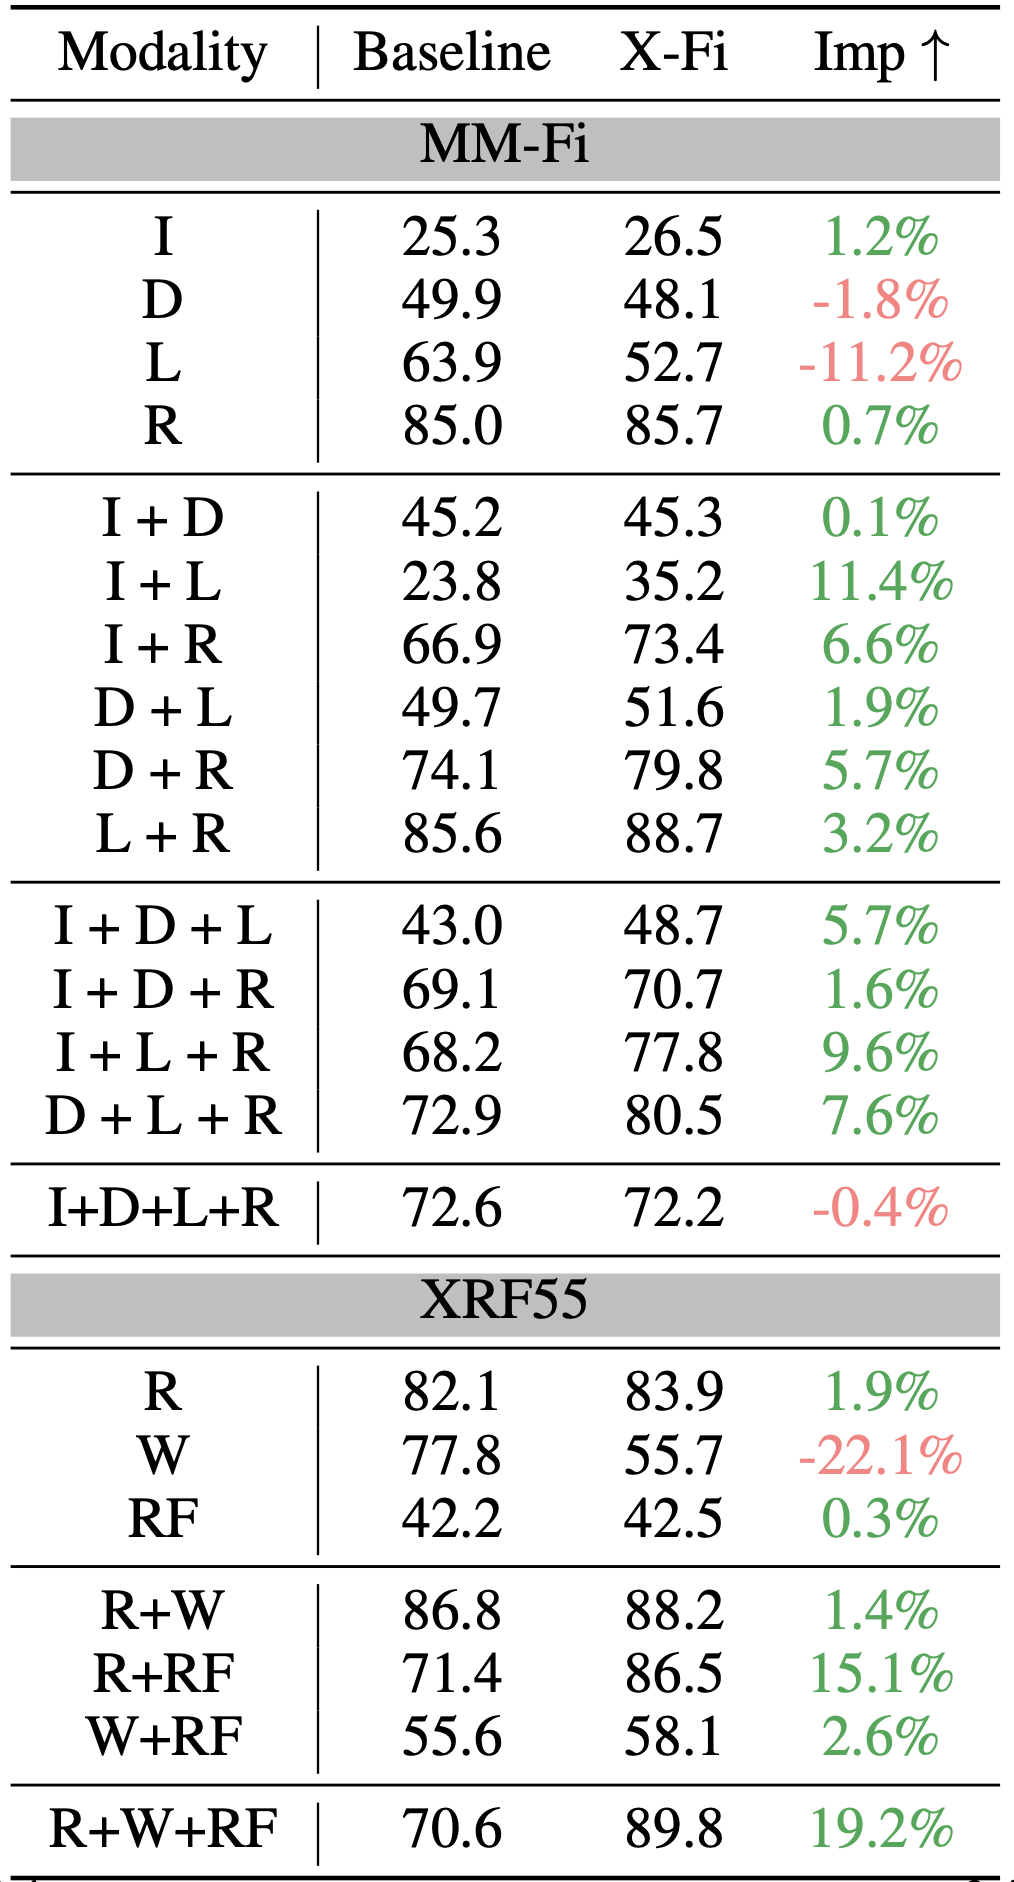 Modality Baseline X-Fi Imp ↑
MM-Fi
I 25.3 26.5 1.2%
D 49.9 48.1 -1.8%
L 63.9 52.7 -11.2%
R 85.0 85.7 0.7%
I + D 45.2 45.3 0.1%
I + L 23.8 35.2 11.4%
I + R 66.9 73.4 6.6%
D + L 49.7 51.6 1.9%
D + R 74.1 79.8 5.7%
L + R 85.6 88.7 3.2%
I + D + L 43.0 48.7 5.7%
I + D + R 69.1 70.7 1.6%
I + L + R 68.2 77.8 9.6%
D + L + R 72.9 80.5 7.6%
I+D+L+R 72.6 72.2 -0.4%
XRF55
R 82.1 83.9 1.9%
W 77.8 55.7 -22.1%
RF 42.2 42.5 0.3%
R+W 86.8 88.2 1.4%
R+RF 71.4 86.5 15.1%
W+RF 55.6 58.1 2.6%
R+W+RF 70.6 89.8 19.2%